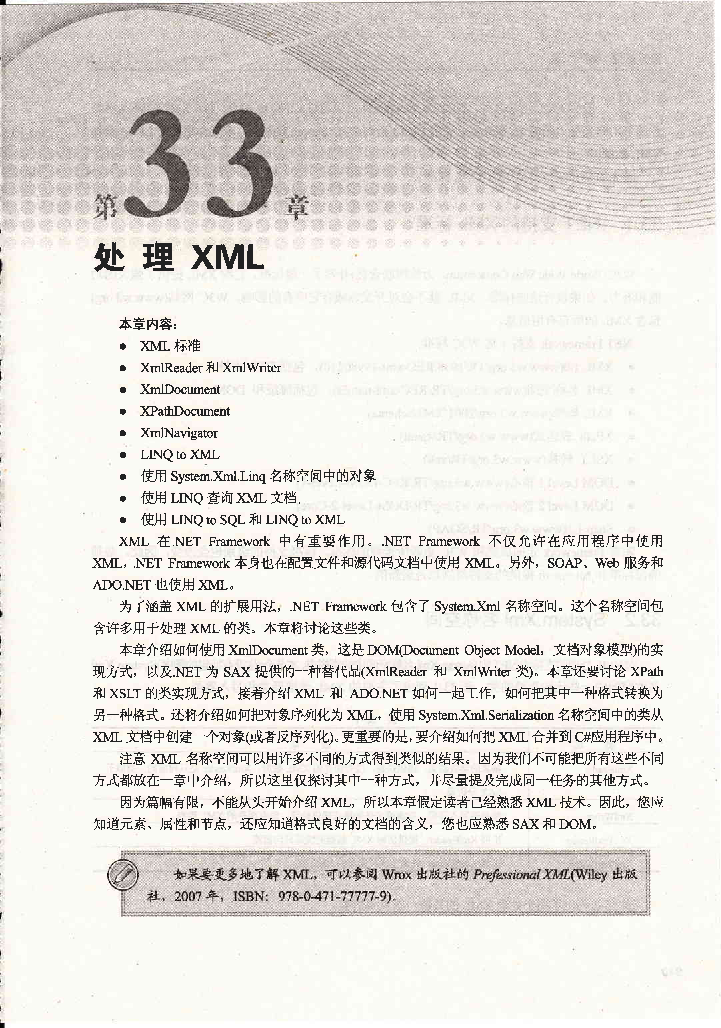 第 33 章
处 理 XML
本章内容：
● XML 标准
● XmlReader 和 XmlWriter
● XmlDocument
● XPathDocument
● XmlNavigator
● LINQ to XML
● 使用 System.Xml.Linq 名称空间中的对象
● 使用 LINQ 查询 XML 文档
● 使用 LINQ to SQL 和 LINQ to XML
XML 在.NET Framework 中有重要作用。.NET Framework 不仅允许在应用程序中使用
XML，.NET Framework 本身也在配置文件和源代码文档中使用 XML。另外，SOAP、Web 服务和
ADO.NET 也使用 XML。
为了涵盖 XML 的扩展用法，.NET Framework 包含了 System.Xml 名称空间。这个名称空间包
含许多用于处理 XML 的类。本章将讨论这些类。
本章介绍如何使用 XmlDocument 类，这是 DOM(Document Object Model，文档对象模型)的实
现方式，以及.NET 为 SAX 提供的一种替代品(XmlReader 和 XmlWriter 类)。本章还要讨论 XPath
和 XSLT 的类实现方式，接着介绍 XML 和 ADO.NET 如何一起工作，如何把其中一种格式转换为
另一种格式。还将介绍如何把对象序列化为 XML，使用 System.Xml.Serialization 名称空间中的类从
XML 文档中创建一个对象(或者反序列化)。更重要的是，要介绍如何把 XML 合并到 C#应用程序中。
注意 XML 名称空间可以用许多不同的方式得到类似的结果。因为我们不可能把所有这些不同
方式都放在一章中介绍，所以这里仅探讨其中一种方式，并尽量提及完成同一任务的其他方式。
因为篇幅有限，不能从头开始介绍 XML，所以本章假定读者已经熟悉 XML 技术。因此，您应
知道元素、属性和节点，还应知道格式良好的文档的含义，您也应熟悉 SAX 和 DOM。
如果要更多地了解 XML，可以参阅 Wrox 出版社的 Professional XML(Wiley 出版
社，2007 年，ISBN：978-0-471-77777-9).